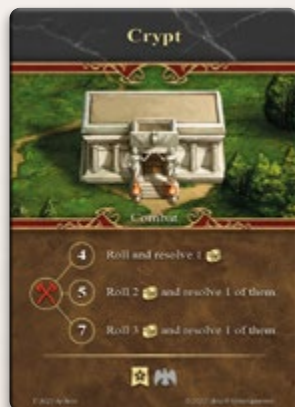 Crypt
Combat
4 Roll and resolve 1
5 Roll 2 and resolve 1 of them
7 Roll 3 and resolve 1 of them